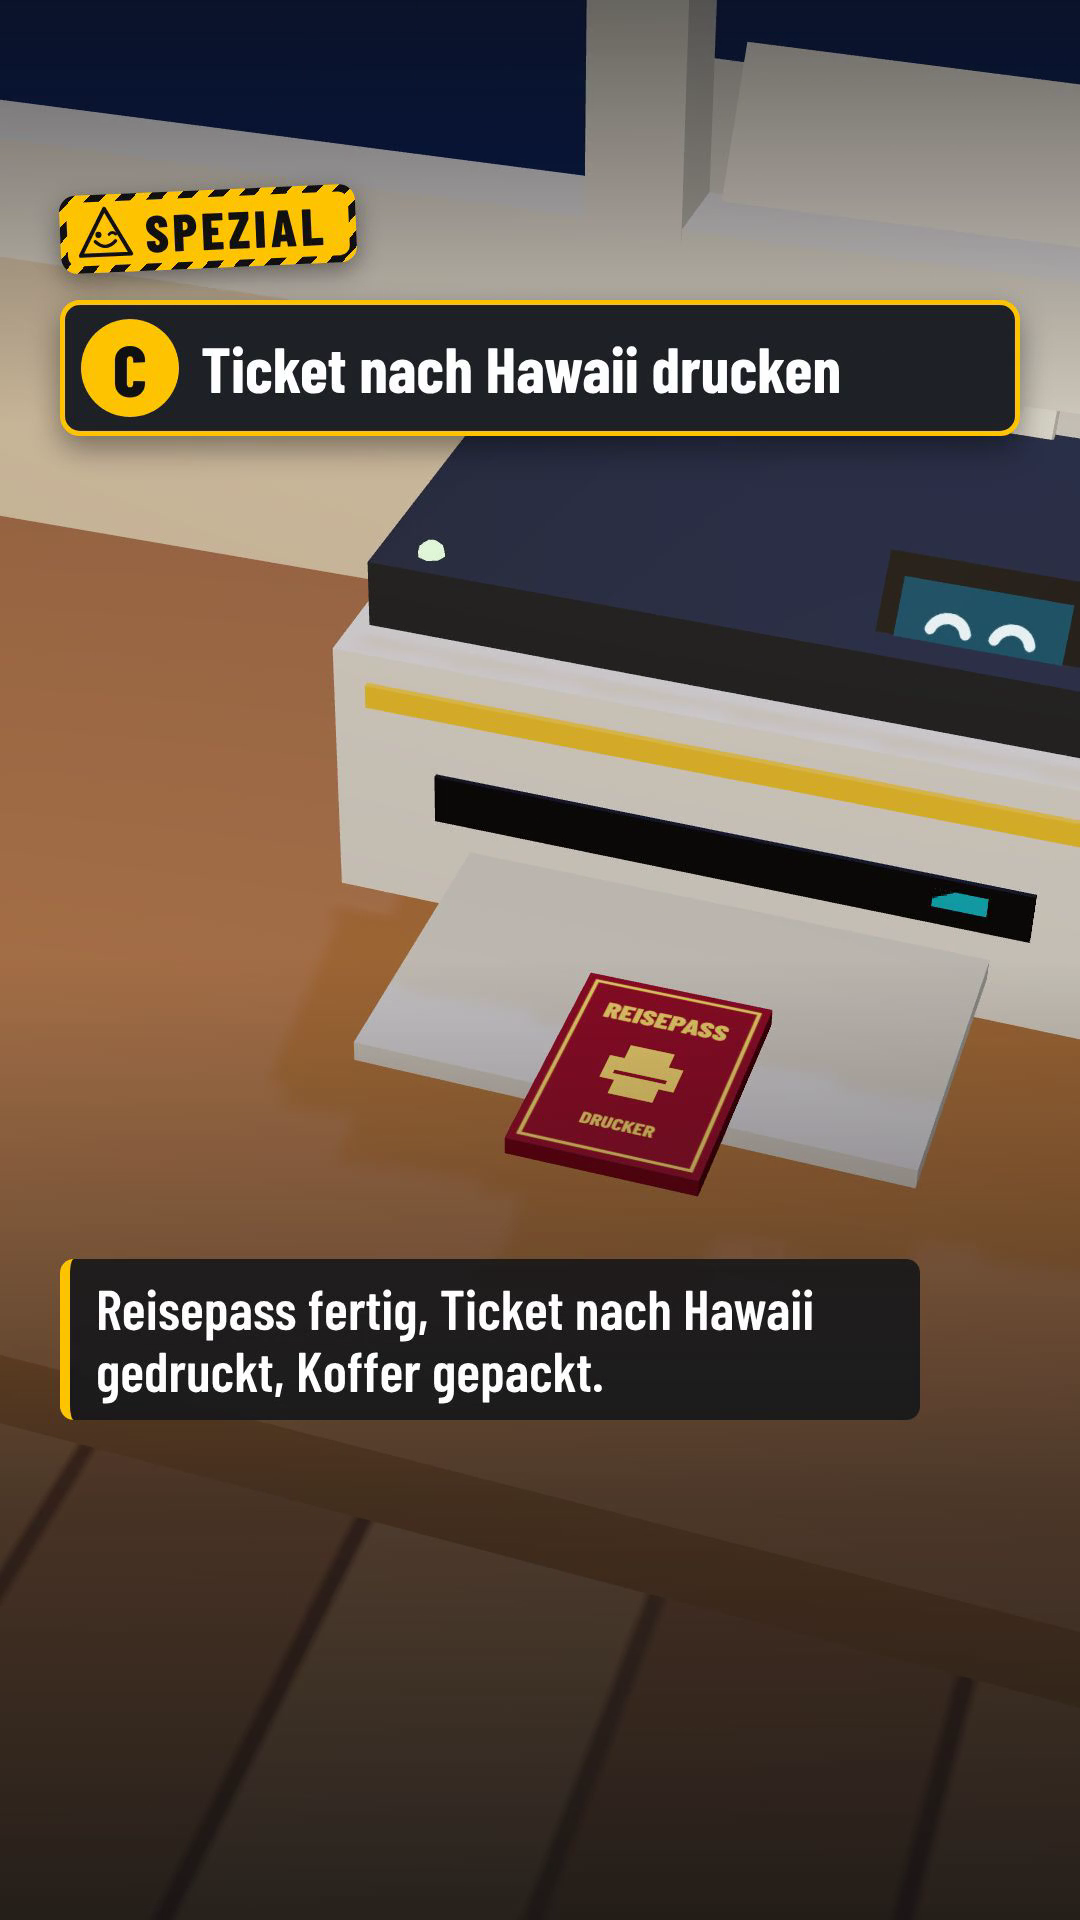 SPEZIAL
C Ticket nach Hawaii drucken
REISEPASS
DRUCKER
Reisepass fertig, Ticket nach Hawaii
gedruckt, Koffer gepackt.